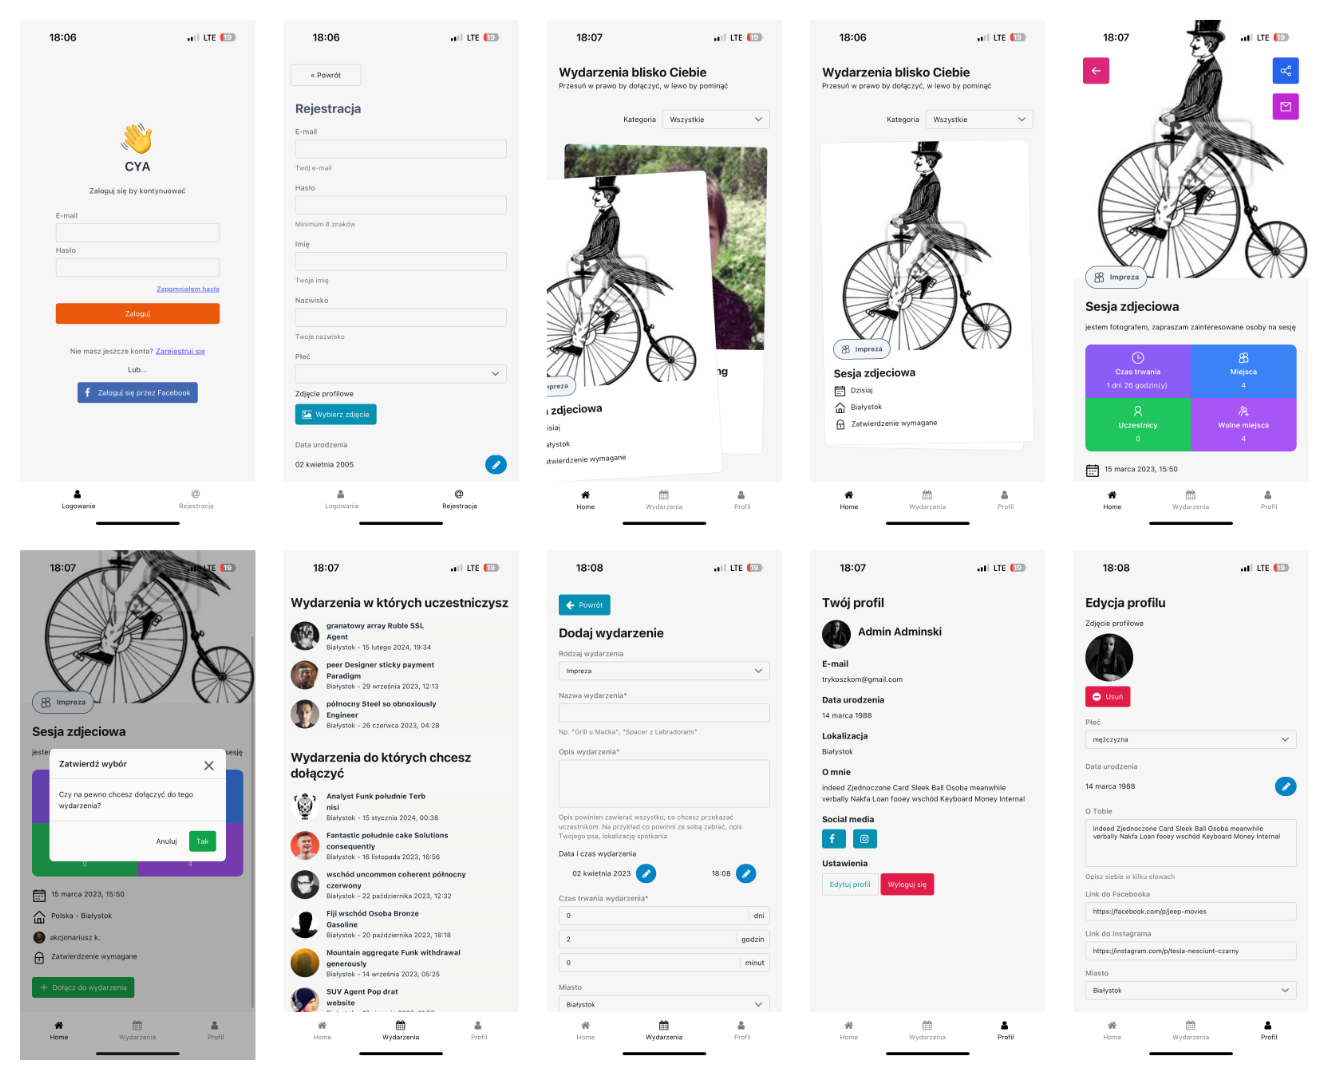 18:06
LTE 19
CYA
Zaloguj się by kontynuować
E-mail
Hasło
Zapomniałem hasła
Zaloguj
Nie masz jeszcze konta? Zarejestruj się
Lub...
Zaloguj się przez Facebook
Logowanie
Rejestracja
18:06
LTE 19
« Powrót
Rejestracja
E-mail
Twój e-mail
Hasło
Minimum 8 znaków
Imię
Twoje imię
Nazwisko
Twoje nazwisko
Płeć
Zdjęcie profilowe
Wybierz zdjęcie
Data urodzenia
02 kwietnia 2005
Logowanie
Rejestracja
18:07
LTE 19
Wydarzenia blisko Ciebie
Przesuń w prawo by dołączyć, w lewo by pominąć
Kategoria
Wszystkie
ng
npreza
zdjeciowa
isiaj
ałystok
atwierdzenie wymagane
Home
Wydarzenia
Profil
18:06
LTE 19
Wydarzenia blisko Ciebie
Przesuń w prawo by dołączyć, w lewo by pominąć
Kategoria
Wszystkie
Impreza
Sesja zdjeciowa
Dzisiaj
Białystok
Zatwierdzenie wymagane
Home
Wydarzenia
Profil
18:07
LTE 19
Impreza
Sesja zdjeciowa
jestem fotografem, zapraszam zainteresowane osoby na sesję
Czas trwania
1 dni 26 godzin(y)
Miejsca
4
Uczestnicy
0
Wolne miejsca
4
15 marca 2023, 15:50
Home
Wydarzenia
Profil
18:07
LTE 19
Impreza
Sesja zdjeciowa
jeste
sesję
Zatwierdź wybór
Czy na pewno chcesz dołączyć do tego
wydarzenia?
Anuluj
Tak
0
4
15 marca 2023, 15:50
Polska - Białystok
akcjonariusz k.
Zatwierdzenie wymagane
+ Dołącz do wydarzenia
Home
Wydarzenia
Profil
18:07
LTE 19
Wydarzenia w których uczestniczysz
granatowy array Ruble SSL
Agent
Białystok - 15 lutego 2024, 19:34
peer Designer sticky payment
Paradigm
Białystok - 29 września 2023, 12:13
północny Steel so obnoxiously
Engineer
Białystok - 26 czerwca 2023, 04:28
Wydarzenia do których chcesz
dołączyć
Analyst Funk południe Terb
nisi
Białystok - 15 stycznia 2024, 00:38
Fantastic południe cake Solutions
consequently
Białystok - 16 listopada 2023, 16:56
wschód uncommon coherent północny
czerwony
Białystok - 22 października 2023, 12:32
Fiji wschód Osoba Bronze
Gasoline
Białystok - 20 października 2023, 18:18
Mountain aggregate Funk withdrawal
generously
Białystok - 14 września 2023, 05:25
SUV Agent Pop drat
website
Home
Wydarzenia
Profil
18:08
LTE 19
Powrót
Dodaj wydarzenie
Rodzaj wydarzenia
Impreza
Nazwa wydarzenia*
Np. "Grill u Maćka", "Spacer z Labradorami"
Opis wydarzenia*
Opis powinien zawierać wszystko, co chcesz przekazać
uczestnikom. Na przykład co powinni ze sobą zabrać, opis
Twojego psa, lokalizację spotkania
Data i czas wydarzenia
02 kwietnia 2023
18:08
Czas trwania wydarzenia*
0 dni
2 godzin
0 minut
Miasto
Białystok
Home
Wydarzenia
Profil
18:07
LTE 19
Twój profil
Admin Adminski
E-mail
trykoszkom@gmail.com
Data urodzenia
14 marca 1988
Lokalizacja
Białystok
O mnie
indeed Zjednoczone Card Sleek Ball Osoba meanwhile
verbally Nakfa Loan fooey wschód Keyboard Money Internal
Social media
Ustawienia
Edytuj profil
Wyloguj się
Home
Wydarzenia
Profil
18:08
LTE 19
Edycja profilu
Zdjęcie profilowe
Usuń
Płeć
mężczyzna
Data urodzenia
14 marca 1988
O Tobie
indeed Zjednoczone Card Sleek Ball Osoba meanwhile
verbally Nakfa Loan fooey wschód Keyboard Money Internal
Opisz siebie w kilku słowach
Link do Facebooka
https://facebook.com/p/jeep-movies
Link do Instagrama
https://instagram.com/p/tesla-nesciunt-czarny
Miasto
Białystok
Home
Wydarzenia
Profil